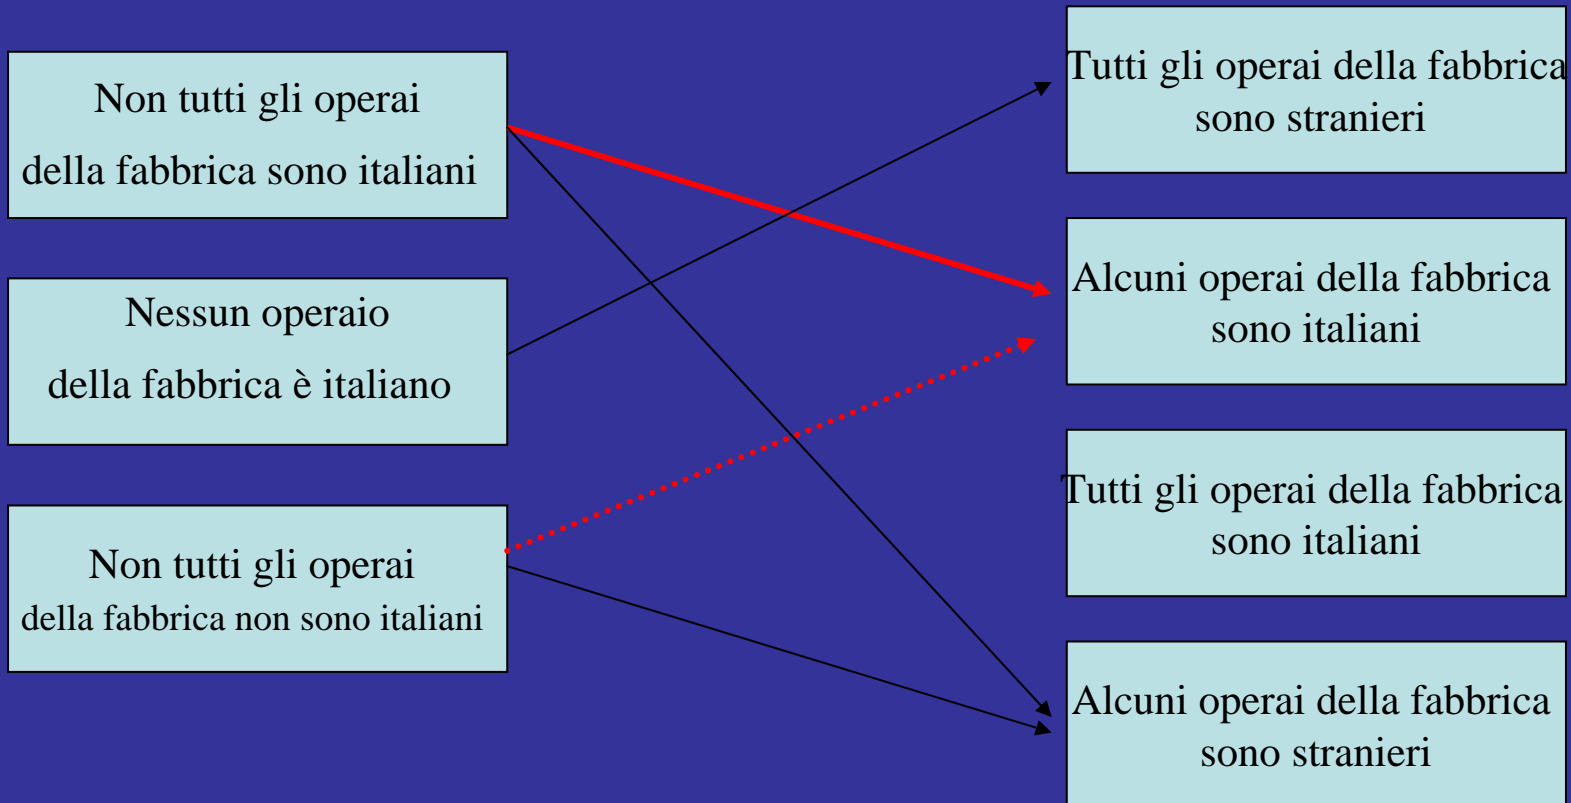 Non tutti gli operai
della fabbrica sono italiani
Nessun operaio
della fabbrica è italiano
Non tutti gli operai
della fabbrica non sono italiani
Tutti gli operai della fabbrica
sono stranieri
Alcuni operai della fabbrica
sono italiani
Tutti gli operai della fabbrica
sono italiani
Alcuni operai della fabbrica
sono stranieri